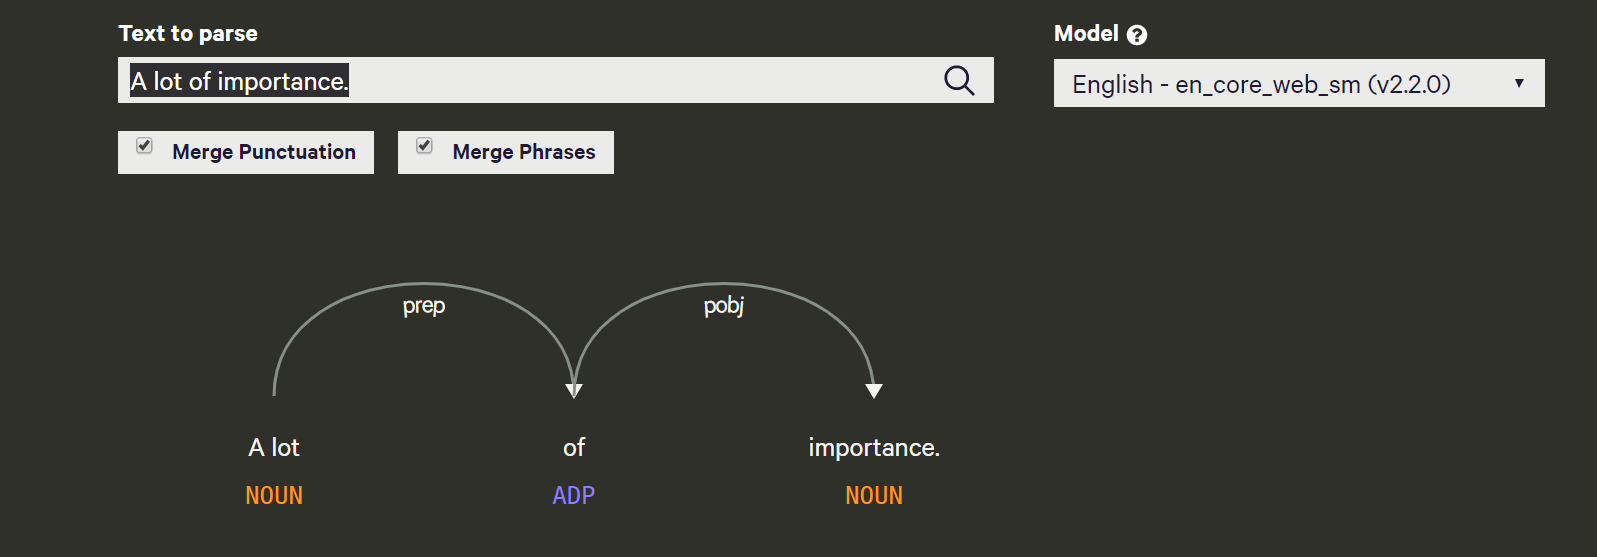 Text to parse
Model ?
A lot of importance.
English - en_core_web_sm (v2.2.0)
Merge Punctuation
Merge Phrases
prep
pobj
A lot
of
importance.
NOUN
ADP
NOUN